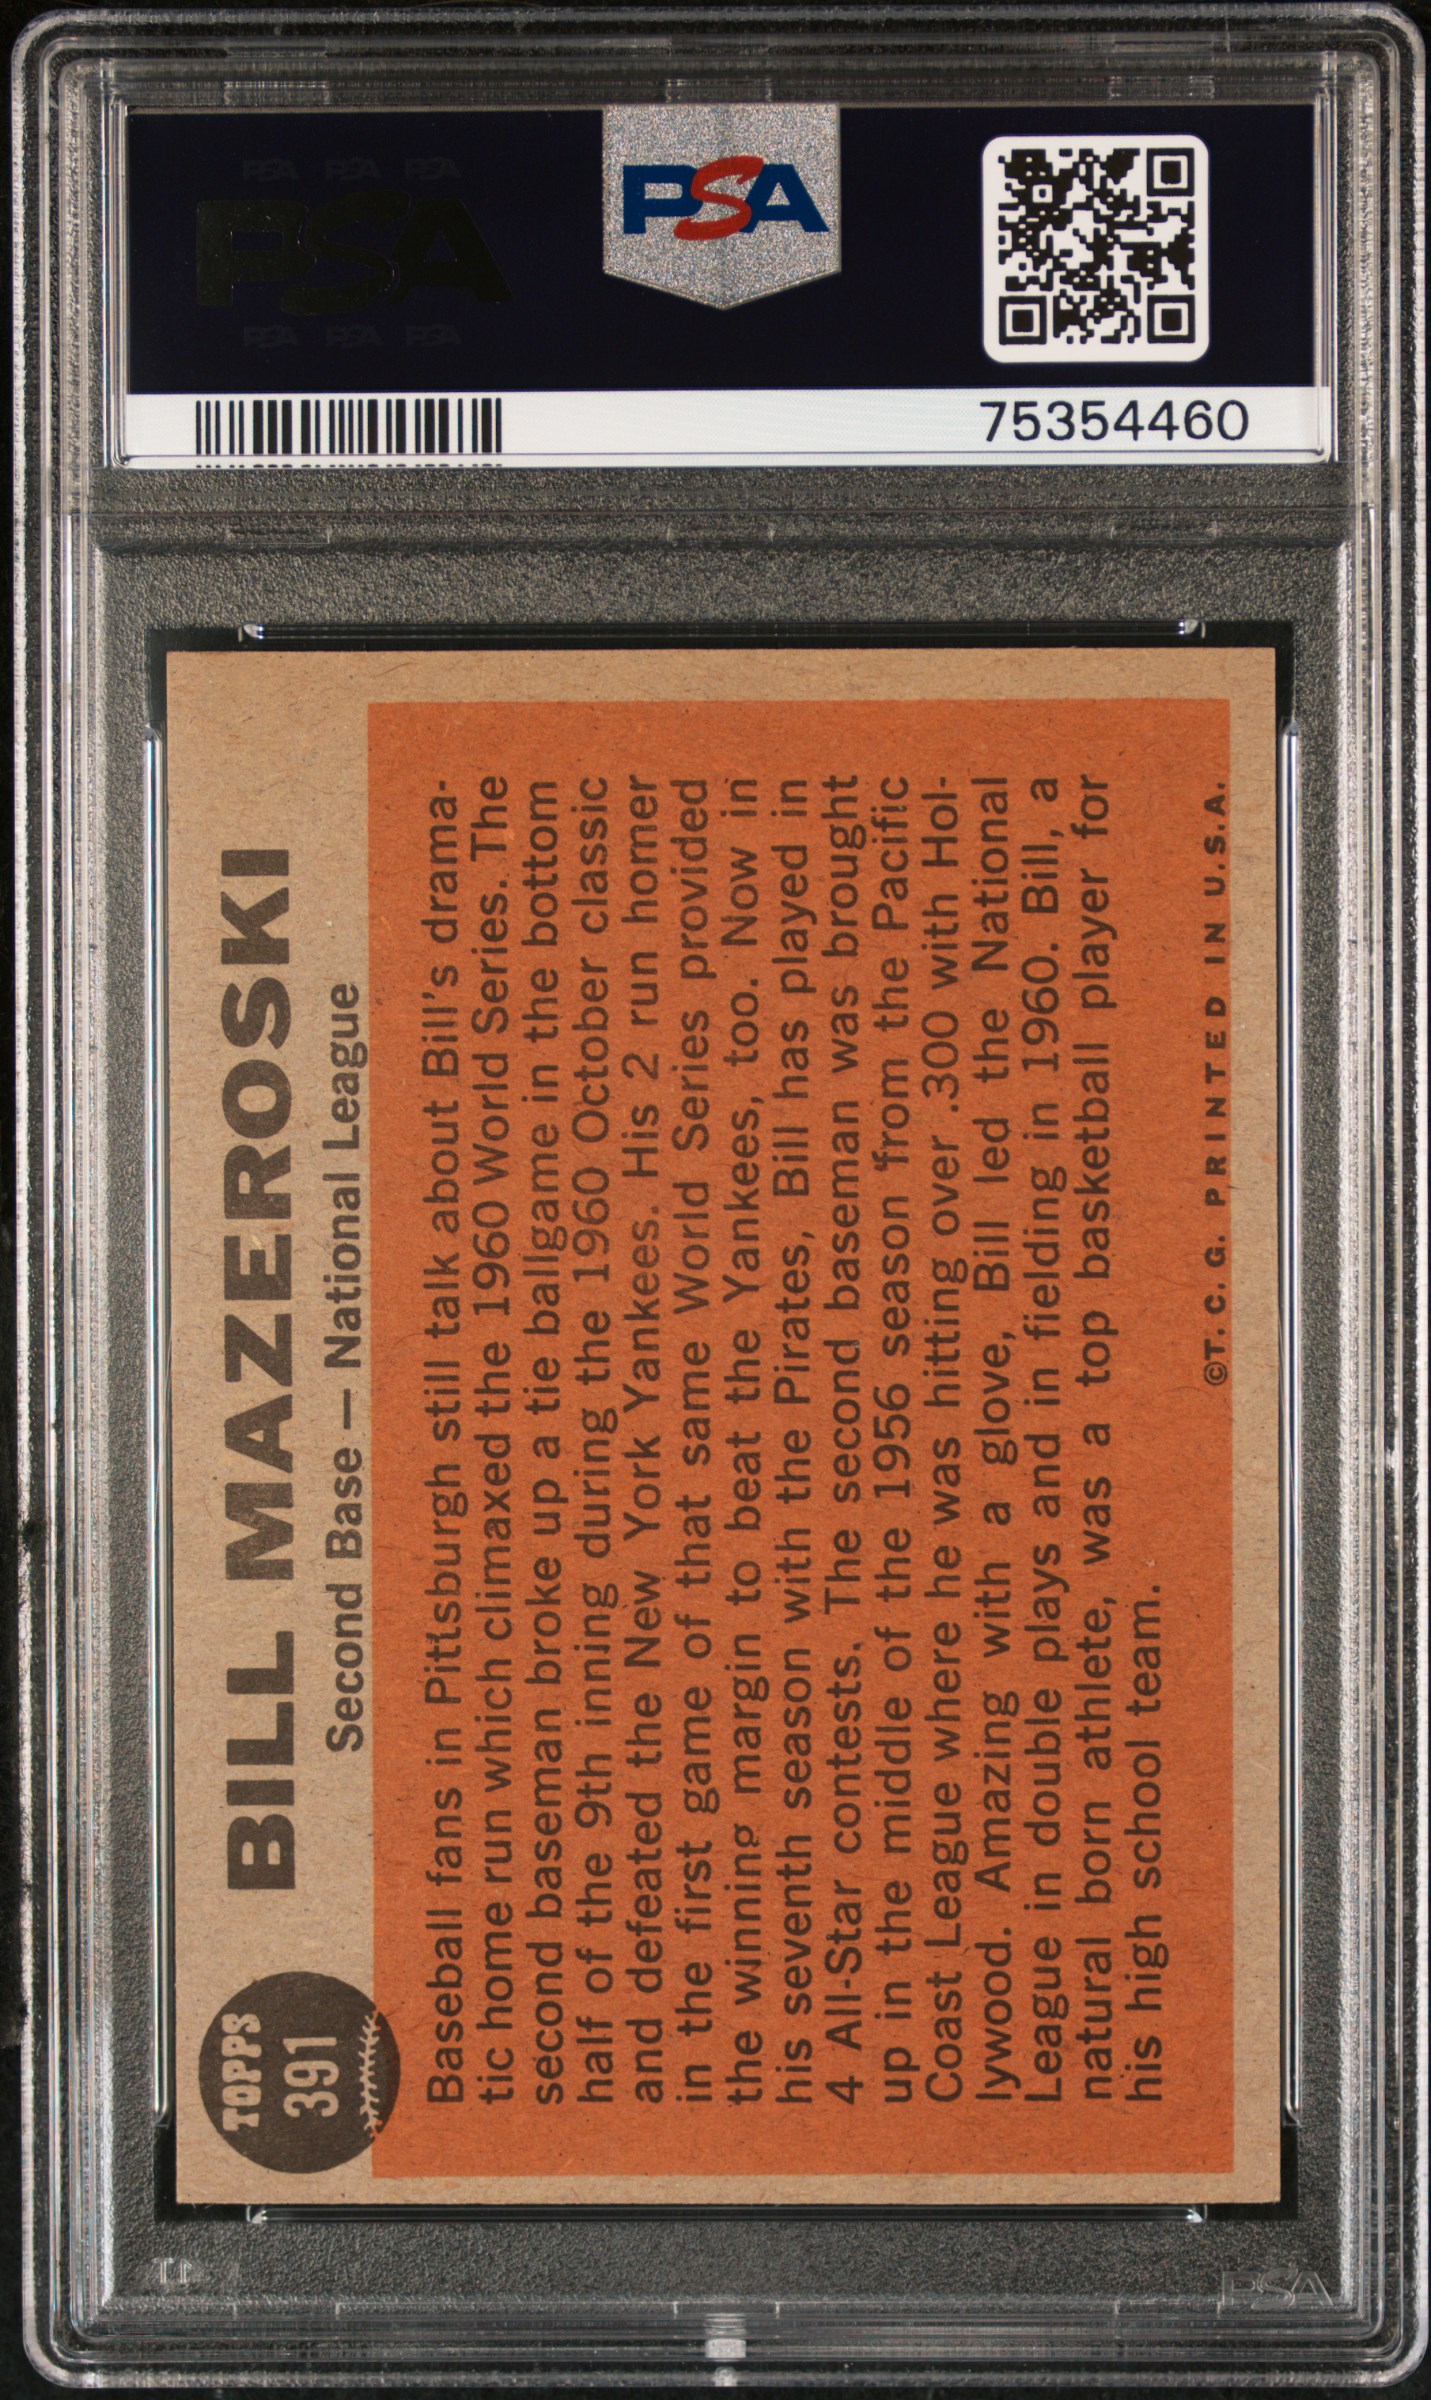 PSA PSA PSA
PSA
PSA PSA PSA
PSA
75354460
TOPPS
391
BILL MAZEROSKI
Second Base — National League
Baseball fans in Pittsburgh still talk about Bill's drama-
tic home run which climaxed the 1960 World Series. The
second baseman broke up a tie ballgame in the bottom
half of the 9th inning during the 1960 October classic
and defeated the New York Yankees. His 2 run homer
in the first game of that same World Series provided
the winning margin to beat the Yankees, too. Now in
his seventh season with the Pirates, Bill has played in
4 All-Star contests. The second baseman was brought
up in the middle of the 1956 season from the Pacific
Coast League where he was hitting over .300 with Hol-
lywood. Amazing with a glove, Bill led the National
League in double plays and in fielding in 1960. Bill, a
natural born athlete, was a top basketball player for
his high school team.
©T. C. G. PRINTED IN U.S.A.
PSA